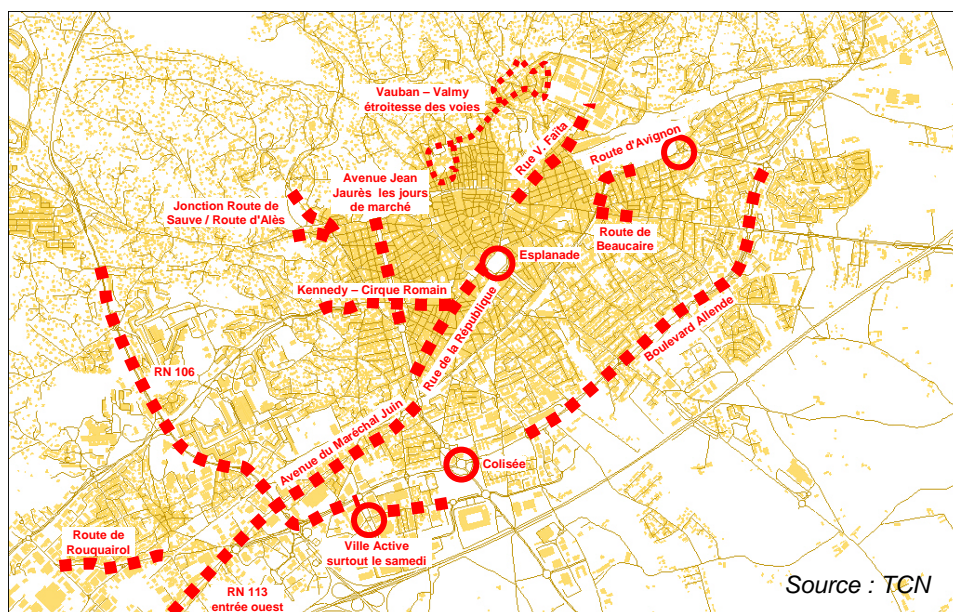 Vauban – Valmy
étroitesse des voies
Rue V. Faïta
Route d'Avignon
Avenue Jean
Jaurès les jours
de marché
Jonction Route de
Sauve / Route d'Alès
Route de
Beaucaire
Esplanade
Kennedy – Cirque Romain
Rue de la République
Boulevard Allende
RN 106
Avenue du Maréchal Juin
Colisée
Route de
Rouquairol
Ville Active
surtout le samedi
RN 113
entrée ouest
Source : TCN